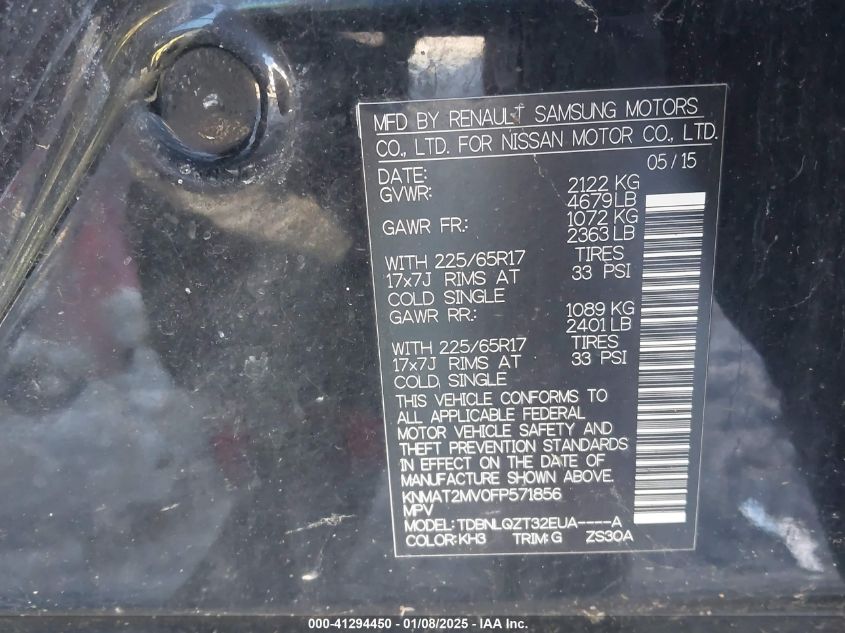 MFD BY RENAULT SAMSUNG MOTORS
CO., LTD. FOR NISSAN MOTOR CO., LTD.
DATE: 05/15
GVWR: 2122 KG
4679LB
GAWR FR: 1072 KG
2363 LB
WITH 225/65R17 TIRES
17x7J RIMS AT 33 PSI
COLD SINGLE
GAWR RR: 1089 KG
2401 LB
WITH 225/65R17 TIRES
17x7J RIMS AT 33 PSI
COLD, SINGLE
THIS VEHICLE CONFORMS TO
ALL APPLICABLE FEDERAL
MOTOR VEHICLE SAFETY AND
THEFT PREVENTION STANDARDS
IN EFFECT ON THE DATE OF
MANUFACTURE SHOWN ABOVE.
KNMAT2MV0FP571856
MPV
MODEL: TDBNLQZT32EUA----A
COLOR:KH3 TRIM:G ZS30A
000-41294450 - 01/08/2025 - IAA Inc.